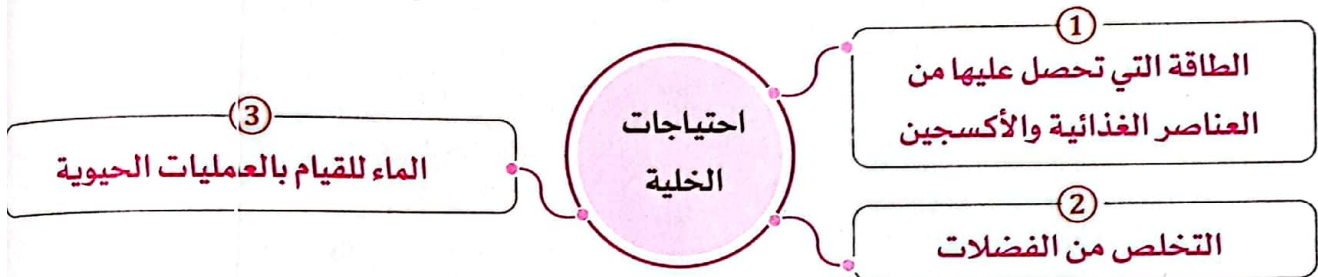 احتياجات
الخلية
1
الطاقة التي تحصل عليها من
العناصر الغذائية والأكسجين
2
التخلص من الفضلات
3
الماء للقيام بالعمليات الحيوية